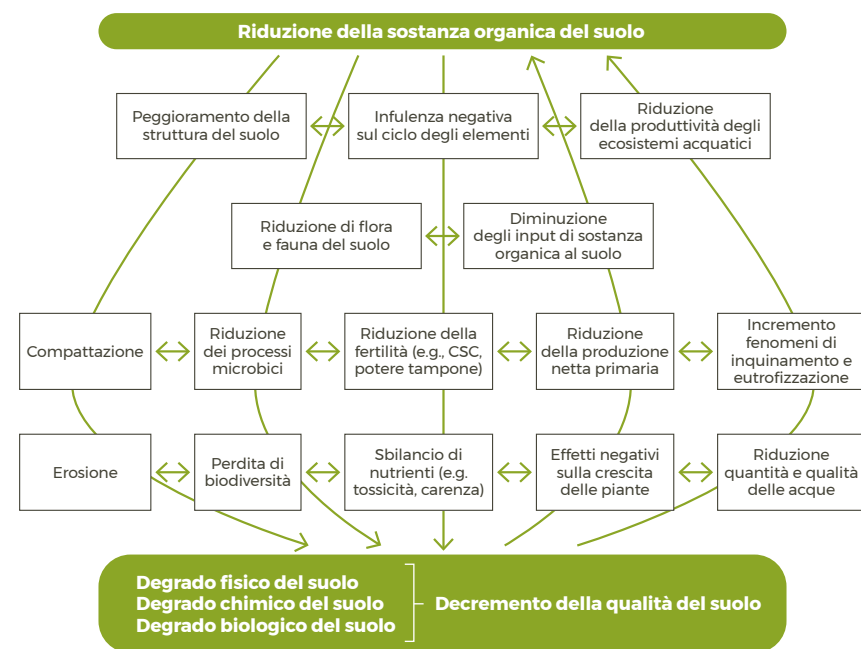 Riduzione della sostanza organica del suolo
Peggioramento della
struttura del suolo
Infulenza negativa
sul ciclo degli elementi
Riduzione
della produttività degli
ecosistemi acquatici
Riduzione di flora
e fauna del suolo
Diminuzione
degli input di sostanza
organica al suolo
Compattazione
Riduzione
dei processi
microbici
Riduzione della
fertilità (e.g., CSC,
potere tampone)
Riduzione
della produzione
netta primaria
Incremento
fenomeni di
inquinamento e
eutrofizzazione
Erosione
Perdita di
biodiversità
Sbilancio di
nutrienti (e.g.
tossicità, carenza)
Effetti negativi
sulla crescita
delle piante
Riduzione
quantità e qualità
delle acque
Degrado fisico del suolo
Degrado chimico del suolo
Degrado biologico del suolo
Decremento della qualità del suolo